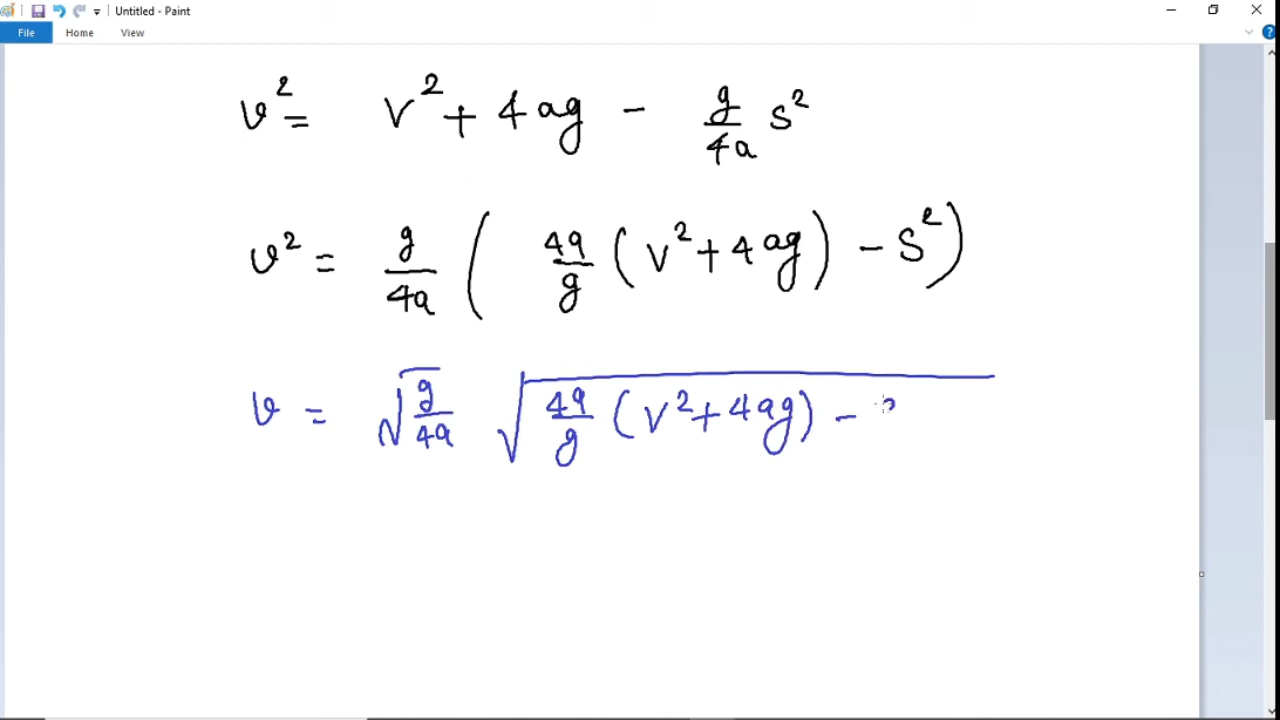 Untitled - Paint
File Home View
v² = V² + 4ag - g/4a s²
v² = g/4a ( 4a/g (V² + 4ag) - S² )
v = √(g/4a) √(4a/g (V² + 4ag) -